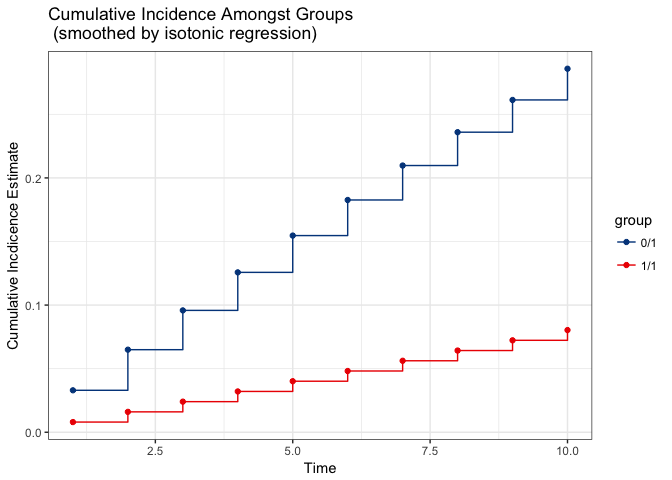 Cumulative Incidence Amongst Groups
(smoothed by isotonic regression)
Cumulative Incdicence Estimate
0.2
0.1
0.0
2.5
5.0
7.5
10.0
Time
group
0/1
1/1